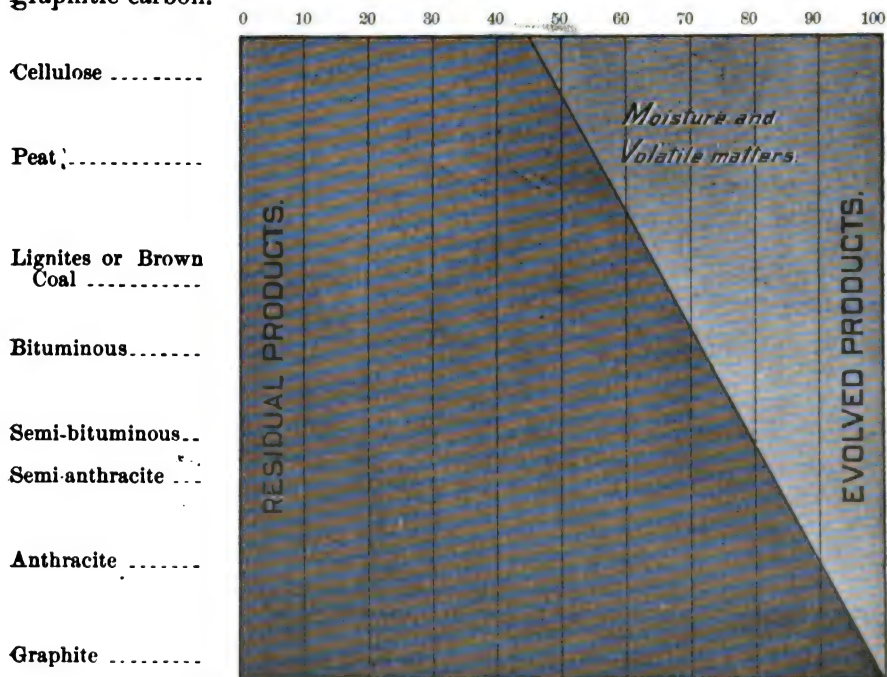 graphitic carbon.
0 10 20 30 40 50 60 70 80 90 100
Cellulose
Peat
Lignites or Brown
Coal
Bituminous
Semi-bituminous
Semi-anthracite
Anthracite
Graphite
Moisture and
Volatile matters.
RESIDUAL PRODUCTS.
EVOLVED PRODUCTS.